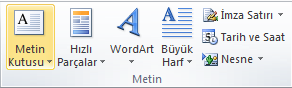 Metin
Kutusu
Hızlı
Parçalar
WordArt
Büyük
Harf
İmza Satırı
Tarih ve Saat
Nesne
Metin